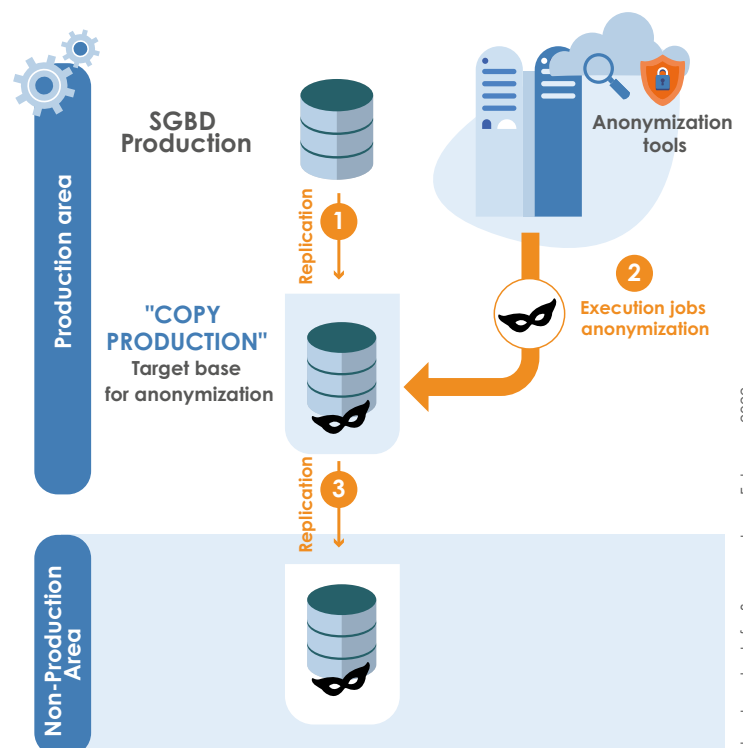 SGBD
Production
Anonymization
tools
Production area
Replication
1
2
Execution jobs
anonymization
"COPY
PRODUCTION"
Target base
for anonymization
Replication
3
Non-Production
Area